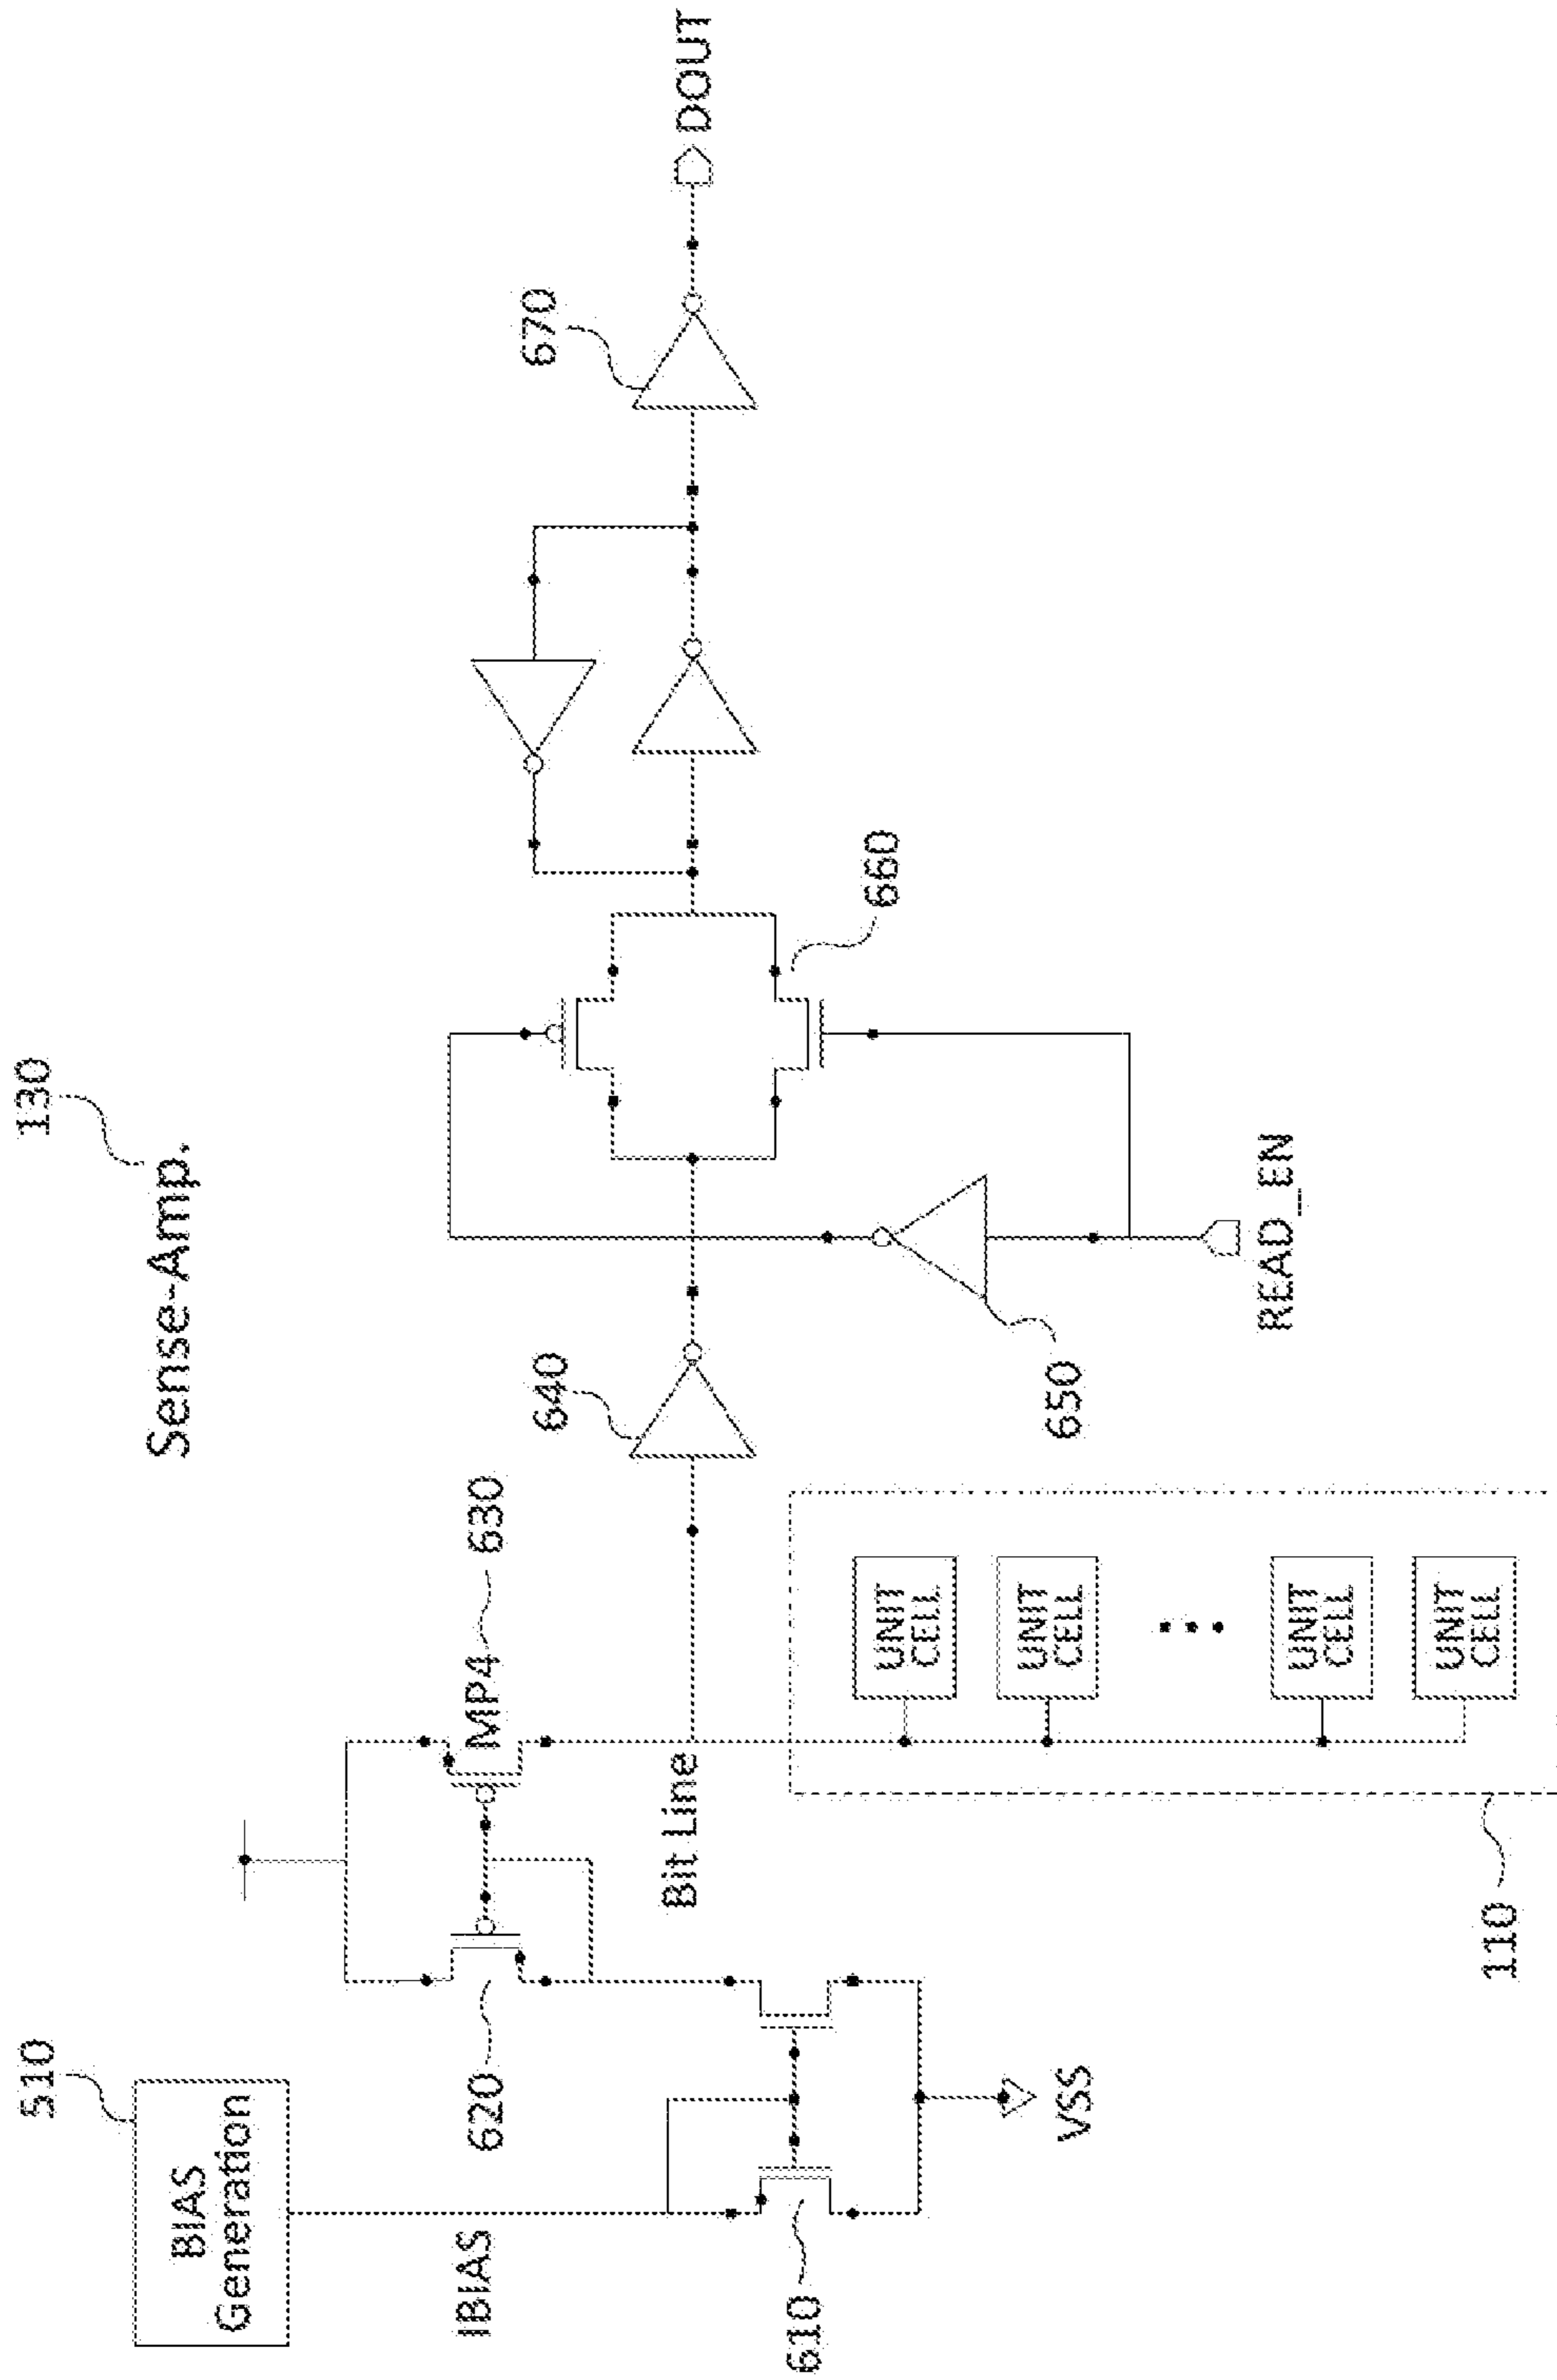 130
Sense-Amp.
510
BIAS
Generation
IBIAS
610
620
VSS
MP4
630
Bit Line
640
650
READ_EN
660
670
DOUT
UNIT
CELL
UNIT
CELL
UNIT
CELL
UNIT
CELL
110